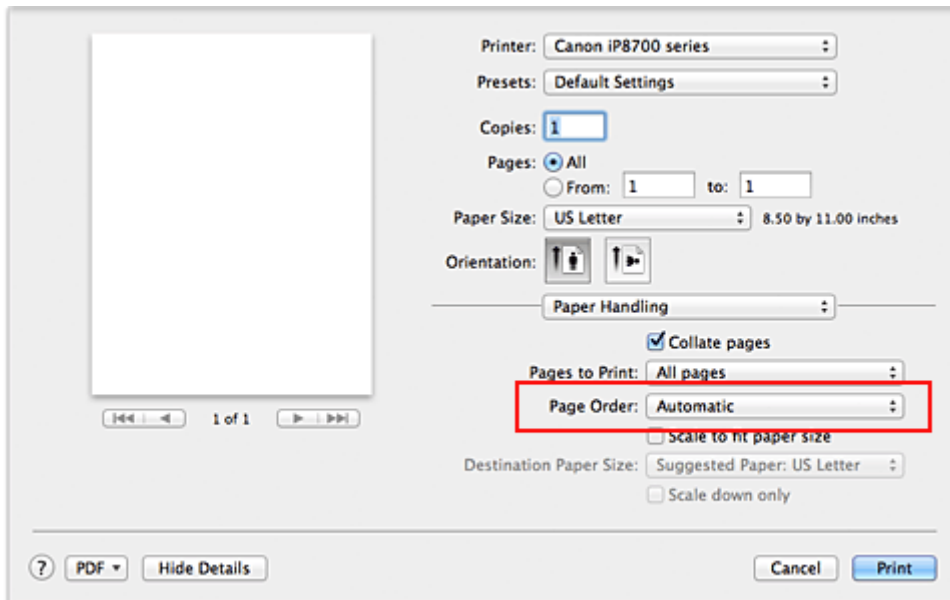 Printer: Canon iP8700 series
Presets: Default Settings
Copies: 1
Pages: All
From: 1 to: 1
Paper Size: US Letter 8.50 by 11.00 inches
Orientation:
Paper Handling
Collate pages
Pages to Print: All pages
Page Order: Automatic
Scale to fit paper size
Destination Paper Size: Suggested Paper: US Letter
Scale down only
1 of 1
? PDF Hide Details Cancel Print